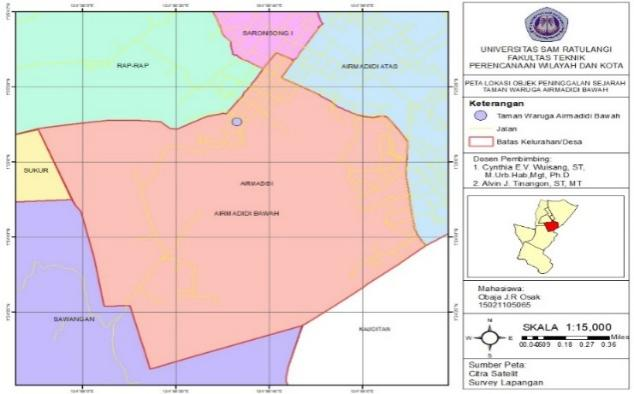 SARONGSONG I
RAP-RAP
AIRMADIDI ATAS
SUKUR
AIRMADIDI
AIRMADIDI BAWAH
SAWANGAN
KAUDITAN
UNIVERSITAS SAM RATULANGI
FAKULTAS TEKNIK
PERENCANAAN WILAYAH DAN KOTA
PETA LOKASI OBJEK PENINGGALAN SEJARAH
TAMAN WARUGA AIRMADIDI BAWAH
Keterangan
Taman Waruga Airmadidi Bawah
Jalan
Batas Kelurahan/Desa
Dosen Pembimbing:
1. Cynthia E.V. Wuisang, ST,
M.Urb.Hab,Mgt, Ph.D
2. Alvin J. Tinangon, ST, MT
Mahasiswa:
Obaja J.R Osak
15021105065
N
W E
S
SKALA 1:15,000
0.18 0.27 0.36 Miles
Sumber Peta:
Citra Satelit
Survey Lapangan